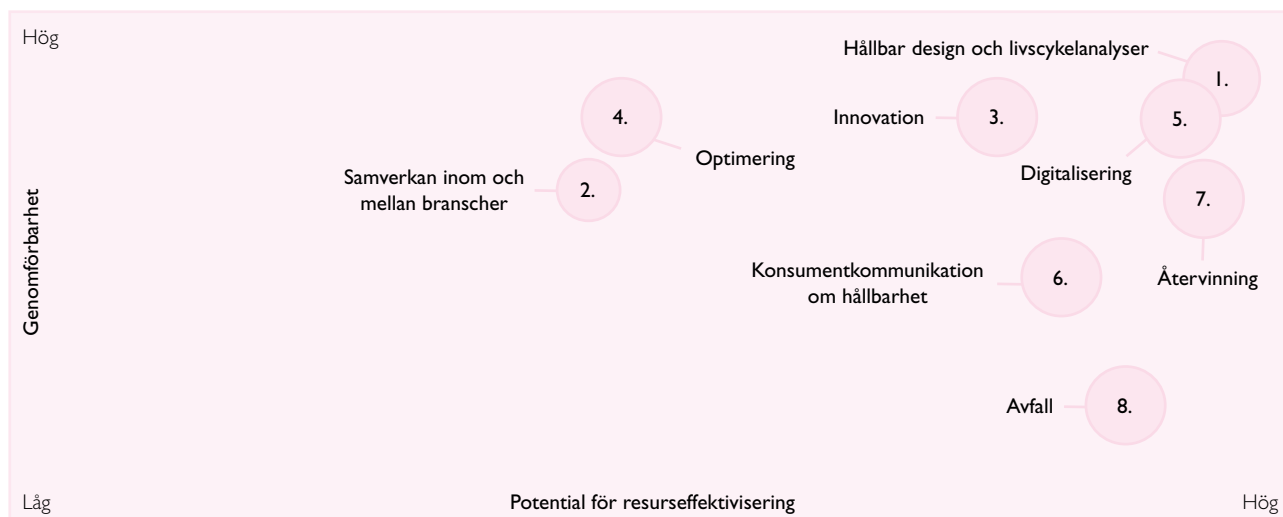 Hög
Hållbar design och livscykelanalyser
1.
4.
Innovation
3.
5.
Optimering
Digitalisering
Samverkan inom och
mellan branscher
2.
7.
Genomförbarhet
Konsumentkommunikation
om hållbarhet
6.
Återvinning
Avfall
8.
Låg
Potential för resurseffektivisering
Hög